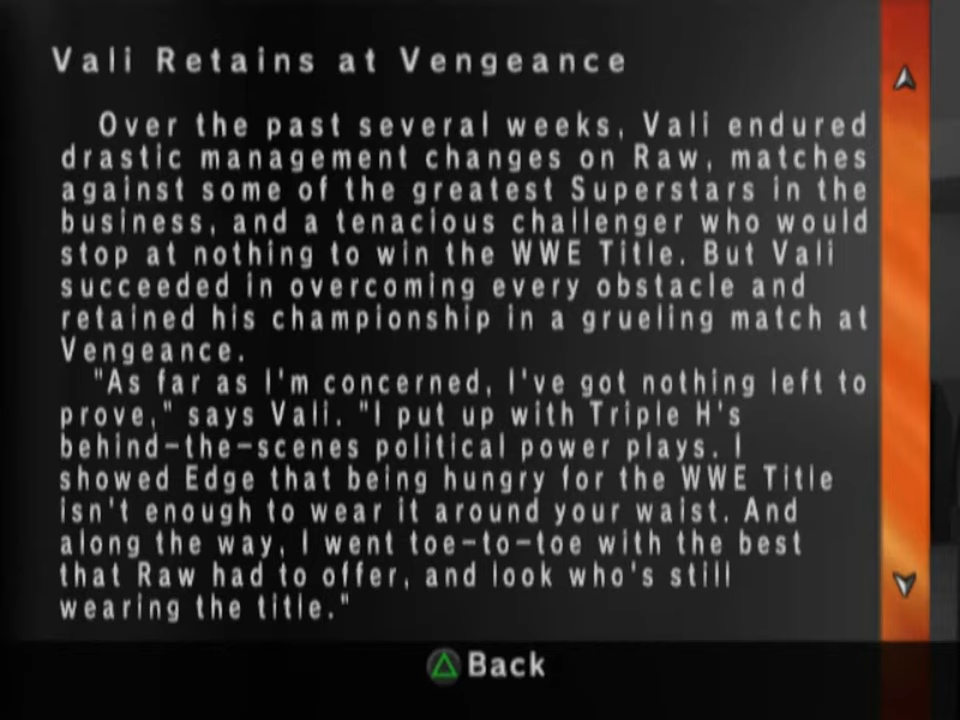 Vali Retains at Vengeance
Over the past several weeks, Vali endured
drastic management changes on Raw, matches
against some of the greatest Superstars in the
business, and a tenacious challenger who would
stop at nothing to win the WWE Title. But Vali
succeeded in overcoming every obstacle and
retained his championship in a grueling match at
Vengeance.
"As far as I'm concerned, I've got nothing left to
prove," says Vali. "I put up with Triple H's
behind-the-scenes political power plays. I
showed Edge that being hungry for the WWE Title
isn't enough to wear it around your waist. And
along the way, I went toe-to-toe with the best
that Raw had to offer, and look who's still
wearing the title."
Back